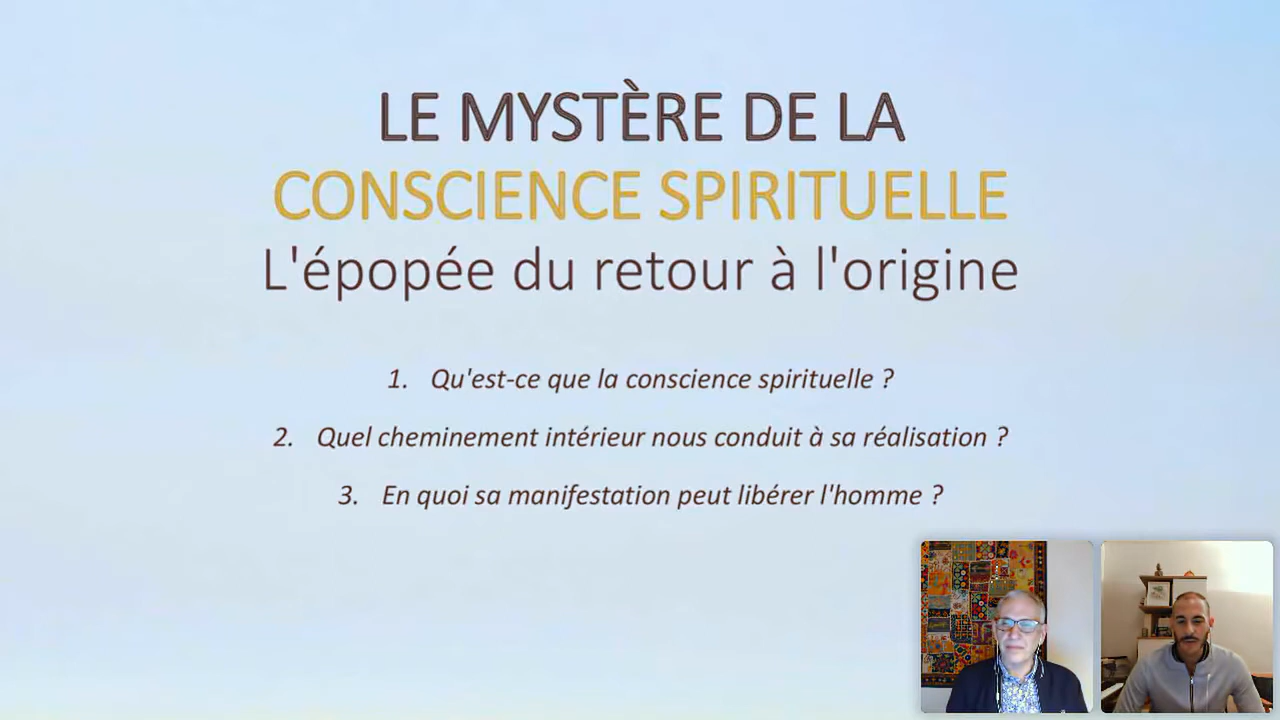 LE MYSTÈRE DE LA
CONSCIENCE SPIRITUELLE
L'épopée du retour à l'origine
1. Qu'est-ce que la conscience spirituelle ?
2. Quel cheminement intérieur nous conduit à sa réalisation ?
3. En quoi sa manifestation peut libérer l'homme ?